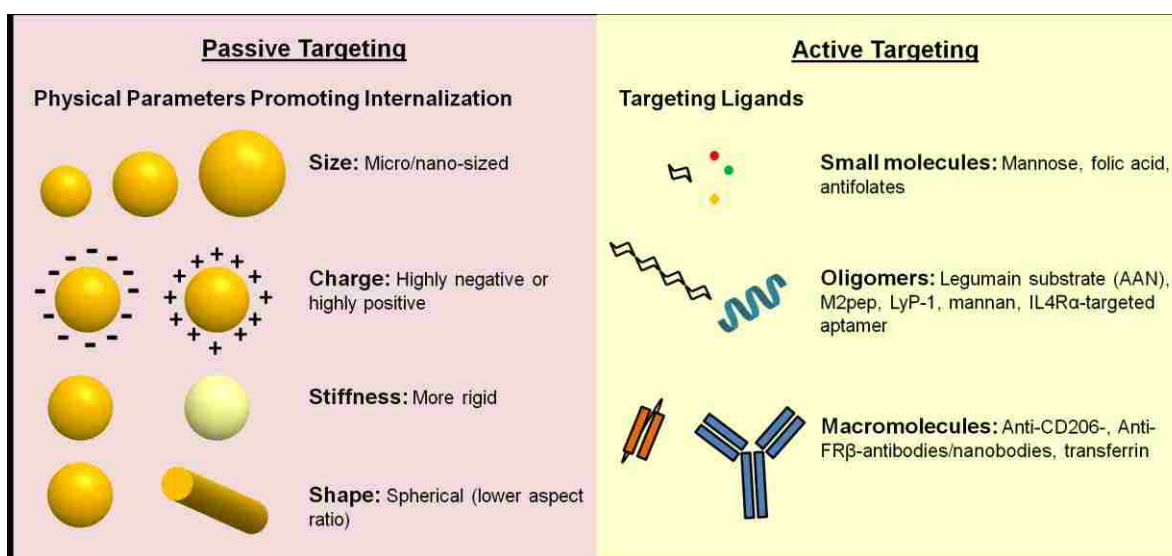 Passive Targeting
Physical Parameters Promoting Internalization
Size: Micro/nano-sized
Charge: Highly negative or
highly positive
Stiffness: More rigid
Shape: Spherical (lower aspect
ratio)
Active Targeting
Targeting Ligands
Small molecules: Mannose, folic acid,
antifolates
Oligomers: Legumain substrate (AAN),
M2pep, LyP-1, mannan, IL4Rα-targeted
aptamer
Macromolecules: Anti-CD206-, Anti-
FRβ-antibodies/nanobodies, transferrin